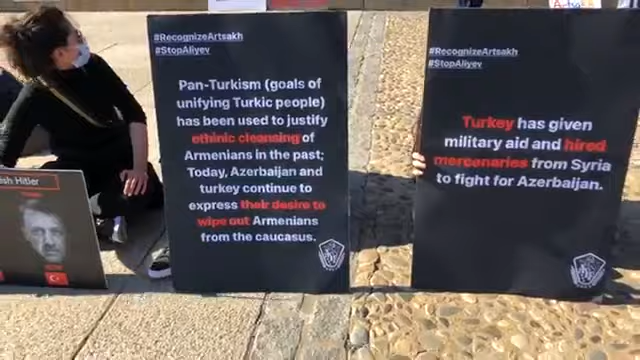 #RecognizeArtsakh
#StopAliyev
Pan-Turkism (goals of
unifying Turkic people)
has been used to justify
ethinic cleansing of
Armenians in the past;
Today, Azerbaijan and
turkey continue to
express their desire to
wipe out Armenians
from the caucasus.
#RecognizeArtsakh
#StopAliyev
Turkey has given
military aid and hired
mercenaries from Syria
to fight for Azerbaijan.
ish Hitler